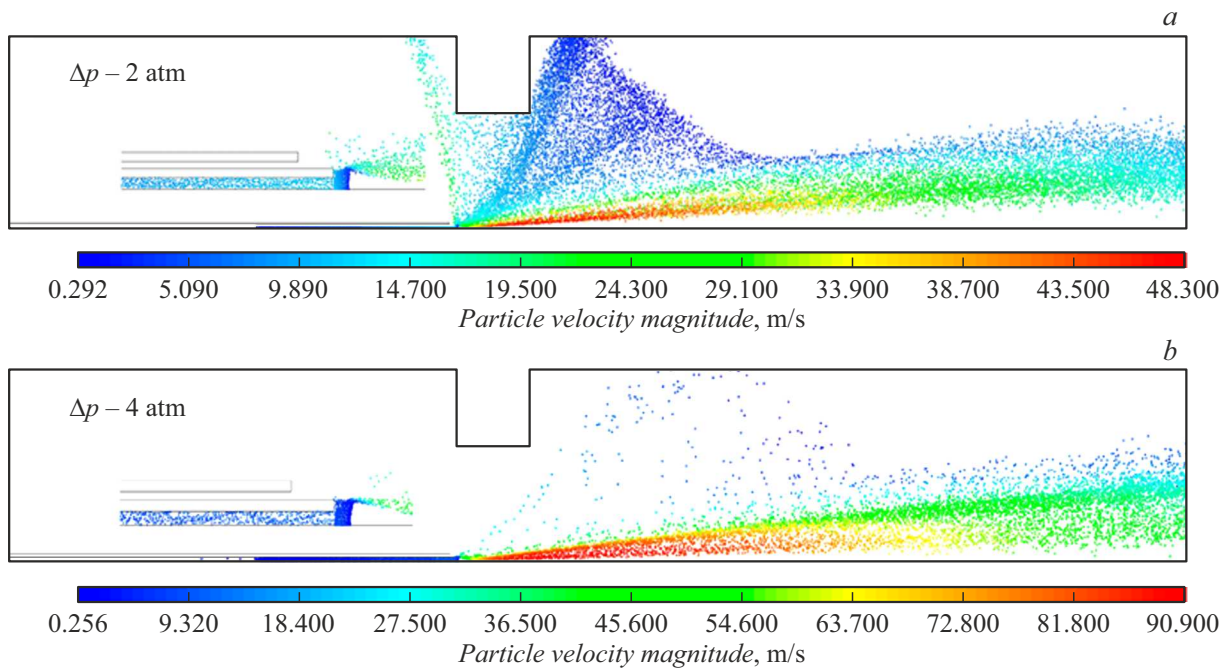 a
Δp – 2 atm
0.292 5.090 9.890 14.700 19.500 24.300 29.100 33.900 38.700 43.500 48.300
Particle velocity magnitude, m/s
b
Δp – 4 atm
0.256 9.320 18.400 27.500 36.500 45.600 54.600 63.700 72.800 81.800 90.900
Particle velocity magnitude, m/s